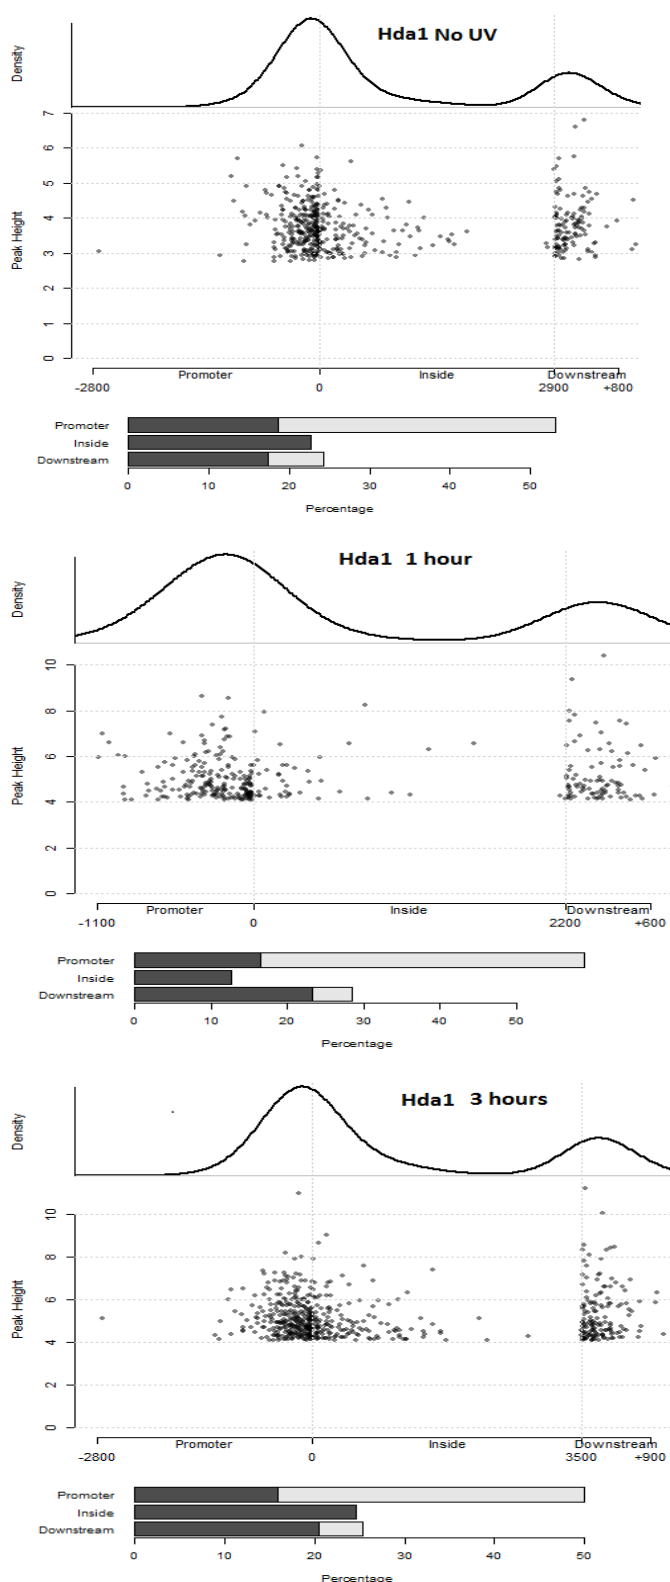 Hda1 No UV
Density
7
6
5
4
3
2
1
0
Peak Height
Promoter Inside Downstream
-2800 0 2900 +800
Promoter
Inside
Downstream
0 10 20 30 40 50
Percentage
Hda1 1 hour
Density
10
8
6
4
2
0
Peak Height
Promoter Inside Downstream
-1100 0 2200 +600
Promoter
Inside
Downstream
0 10 20 30 40 50
Percentage
Hda1 3 hours
Density
10
8
6
4
2
0
Peak Height
Promoter Inside Downstream
-2800 0 3500 +900
Promoter
Inside
Downstream
0 10 20 30 40 50
Percentage